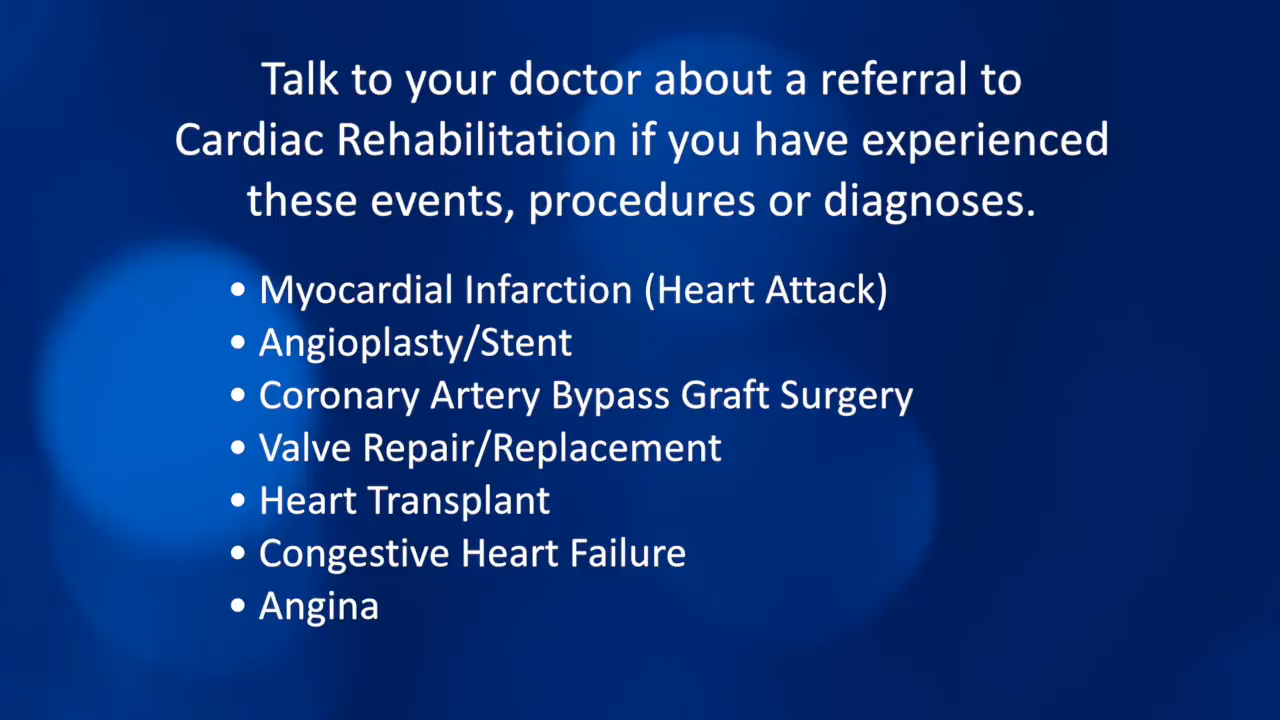 Talk to your doctor about a referral to
Cardiac Rehabilitation if you have experienced
these events, procedures or diagnoses.
• Myocardial Infarction (Heart Attack)
• Angioplasty/Stent
• Coronary Artery Bypass Graft Surgery
• Valve Repair/Replacement
• Heart Transplant
• Congestive Heart Failure
• Angina